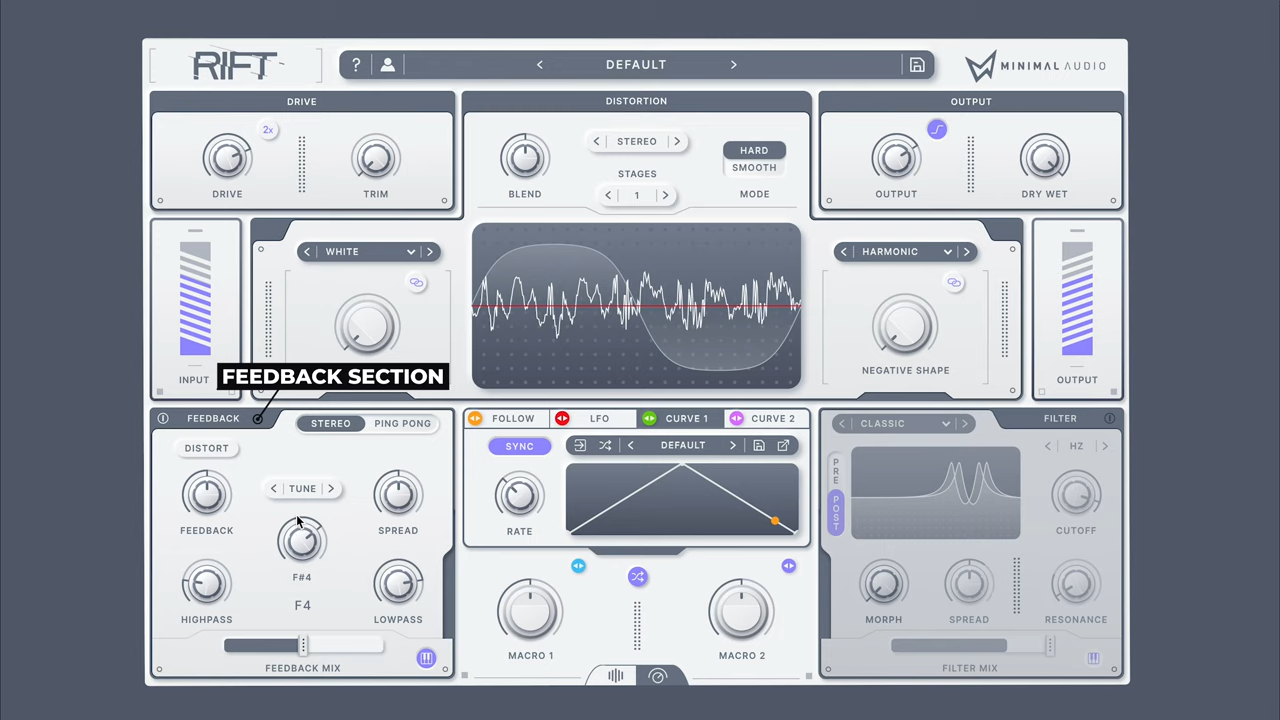 RIFT
?
DEFAULT
MINIMAL AUDIO
DRIVE
2x
DRIVE
TRIM
DISTORTION
BLEND
STEREO
STAGES
1
HARD
SMOOTH
MODE
OUTPUT
OUTPUT
DRY WET
INPUT
WHITE
HARMONIC
NEGATIVE SHAPE
OUTPUT
FEEDBACK SECTION
FEEDBACK
STEREO
PING PONG
DISTORT
FEEDBACK
TUNE
SPREAD
F#4
HIGHPASS
F4
LOWPASS
FEEDBACK MIX
FOLLOW
LFO
CURVE 1
CURVE 2
SYNC
DEFAULT
RATE
MACRO 1
MACRO 2
CLASSIC
FILTER
PRE
POST
HZ
CUTOFF
MORPH
SPREAD
RESONANCE
FILTER MIX